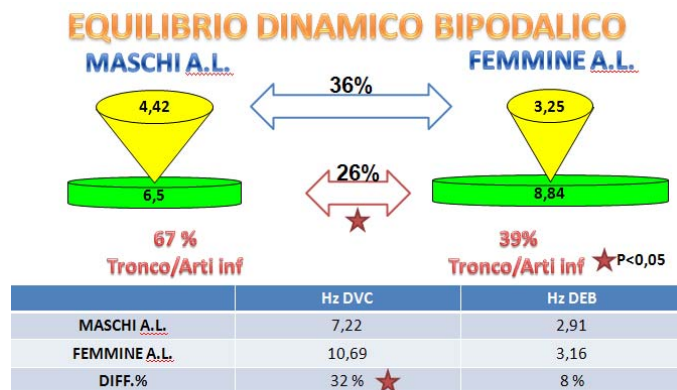 EQUILIBRIO DINAMICO BIPODALICO
MASCHI A.L.
FEMMINE A.L.
4,42
36%
3,25
6,5
26%
8,84
67 %
Tronco/Arti inf
39%
Tronco/Arti inf
P<0,05
Hz DVC Hz DEB
MASCHI A.L. 7,22 2,91
FEMMINE A.L. 10,69 3,16
DIFF.% 32 % 8 %